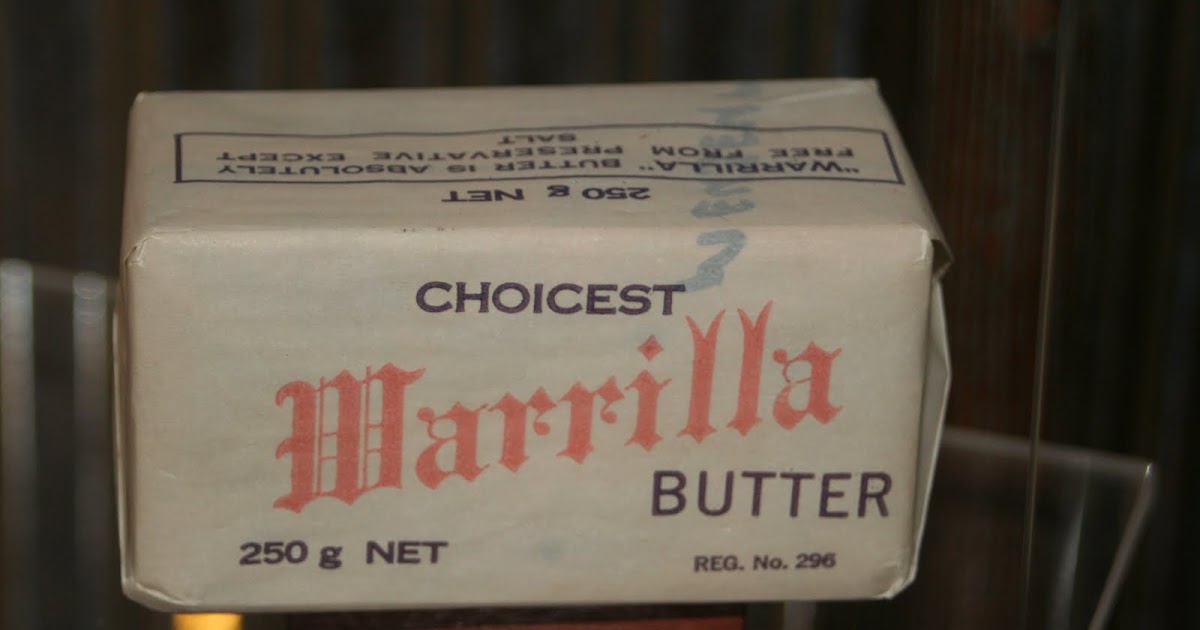 "WARRILLA" BUTTER IS ABSOLUTELY
FREE FROM PRESERVATIVE EXCEPT
SALT
250 g NET
CHOICEST
Warrilla
BUTTER
250 g NET
REG. No. 296